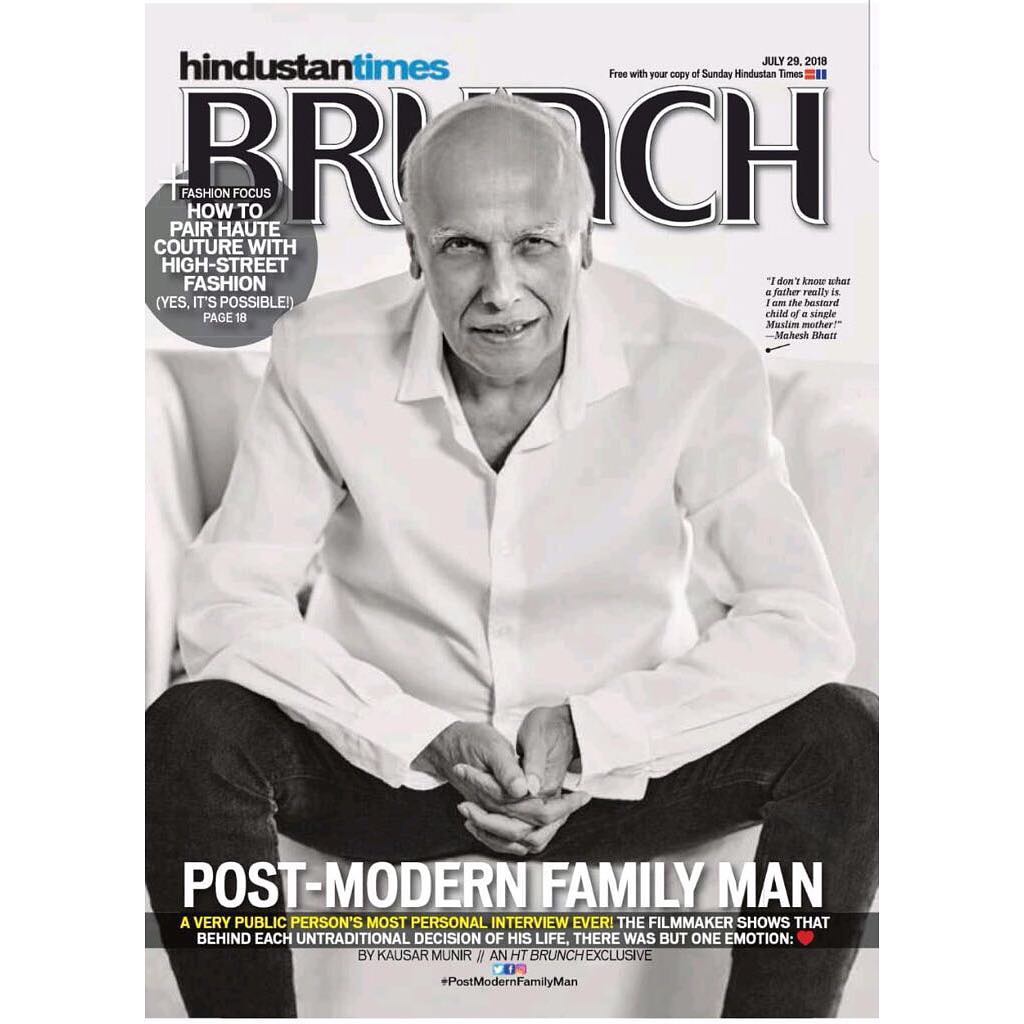 hindustantimes
JULY 29, 2018
Free with your copy of Sunday Hindustan Times
BRUNCH
+
FASHION FOCUS
HOW TO
PAIR HAUTE
COUTURE WITH
HIGH-STREET
FASHION
(YES, IT'S POSSIBLE!)
PAGE 18
"I don't know what
a father really is.
I am the bastard
child of a single
Muslim mother!"
—Mahesh Bhatt
POST-MODERN FAMILY MAN
A VERY PUBLIC PERSON'S MOST PERSONAL INTERVIEW EVER! THE FILMMAKER SHOWS THAT
BEHIND EACH UNTRADITIONAL DECISION OF HIS LIFE, THERE WAS BUT ONE EMOTION: ♥
BY KAUSAR MUNIR // AN HT BRUNCH EXCLUSIVE
#PostModernFamilyMan